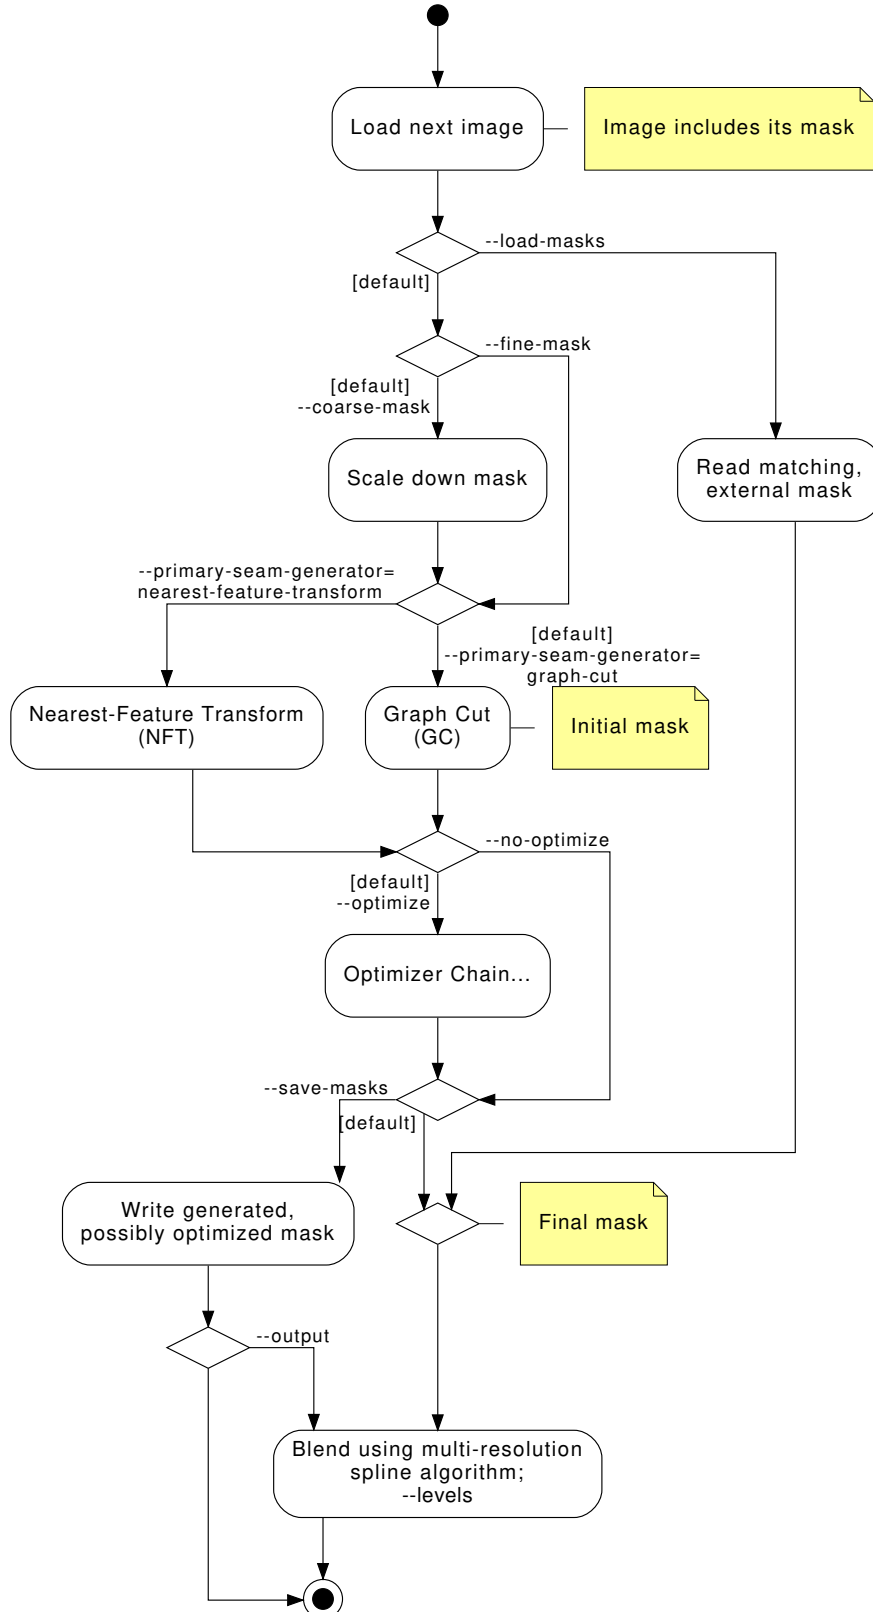 Load next image
Image includes its mask
--load-masks
[default]
--fine-mask
[default]
--coarse-mask
Scale down mask
Read matching,
external mask
--primary-seam-generator=
nearest-feature-transform
[default]
--primary-seam-generator=
graph-cut
Nearest-Feature Transform
(NFT)
Graph Cut
(GC)
Initial mask
--no-optimize
[default]
--optimize
Optimizer Chain...
--save-masks
[default]
Write generated,
possibly optimized mask
Final mask
--output
Blend using multi-resolution
spline algorithm;
--levels